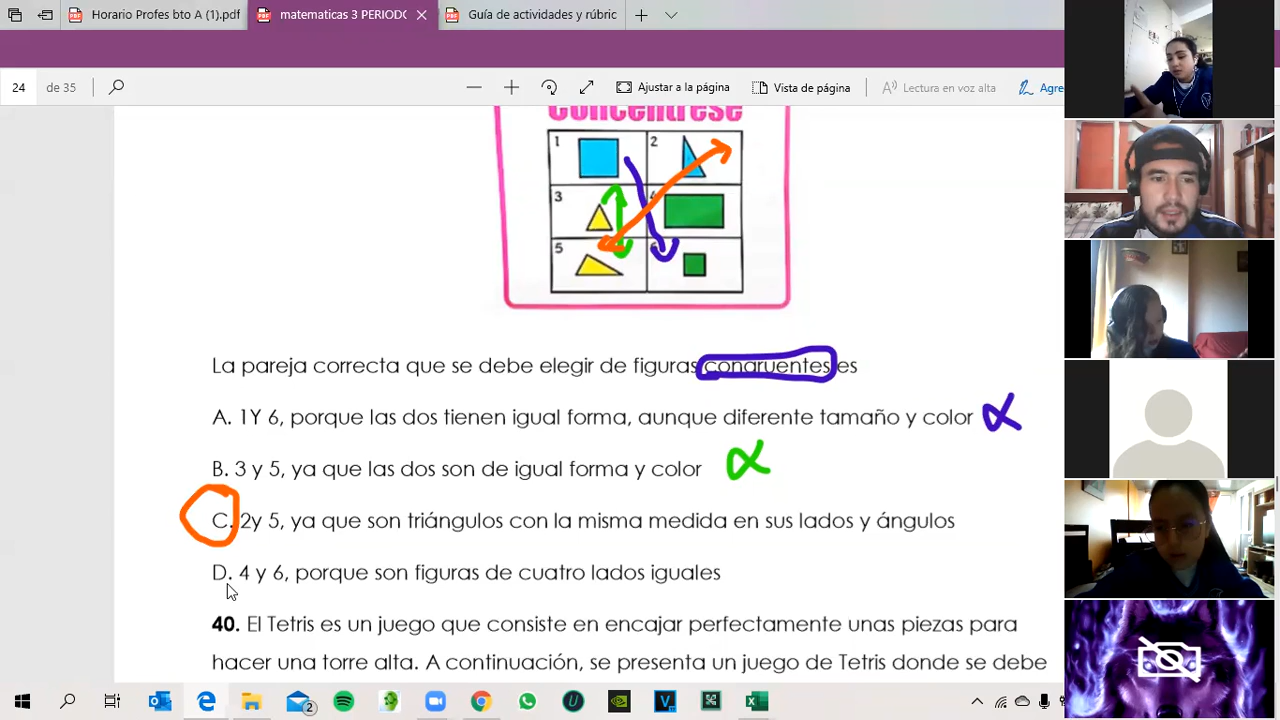 Horario Profes bto A (1).pdf
matematicas 3 PERIODO
Guía de actividades y rúbric
24
de 35
Ajustar a la página
Vista de página
Lectura en voz alta
Agre
Concéntrese
1
2
3
5
6
La pareja correcta que se debe elegir de figuras congruentes es
A. 1Y 6, porque las dos tienen igual forma, aunque diferente tamaño y color
B. 3 y 5, ya que las dos son de igual forma y color
C. 2y 5, ya que son triángulos con la misma medida en sus lados y ángulos
D. 4 y 6, porque son figuras de cuatro lados iguales
40. El Tetris es un juego que consiste en encajar perfectamente unas piezas para
hacer una torre alta. A continuación, se presenta un juego de Tetris donde se debe
2